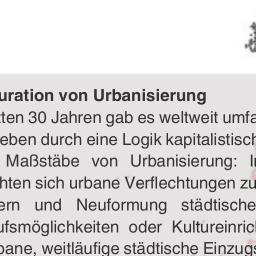 uration von Urbanisierung
ten 30 Jahren gab es weltweit umfa
eben durch eine Logik kapitalistisch
Maßstäbe von Urbanisierung: I
hten sich urbane Verflechtungen zu
ern und Neuformung städtische
ufsmöglichkeiten oder Kultureinric
bane, weitläufige städtische Einzugs